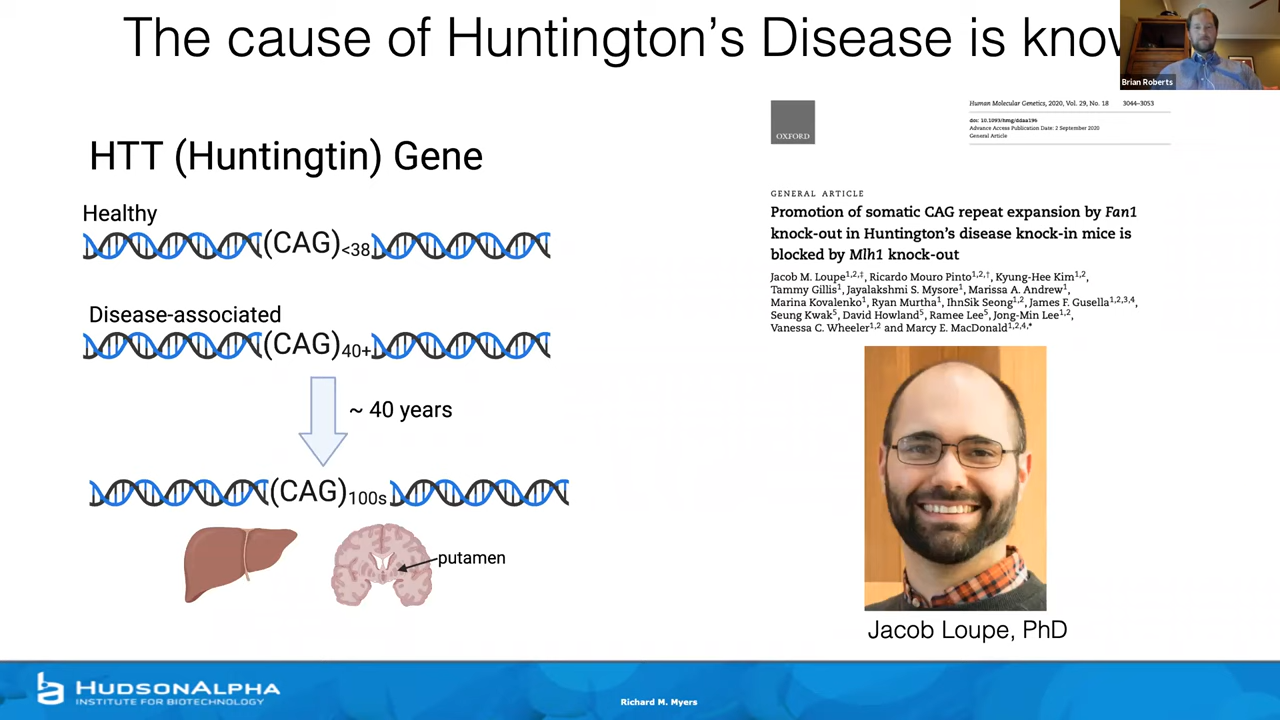 The cause of Huntington's Disease is know
Brian Roberts
HTT (Huntingtin) Gene
Healthy
(CAG)<38
Disease-associated
(CAG)40+
~ 40 years
(CAG)100s
putamen
OXFORD
Human Molecular Genetics, 2020, Vol. 29, No. 18 3044–3053
doi: 10.1093/hmg/ddaa196
Advance Access Publication Date: 2 September 2020
General Article
GENERAL ARTICLE
Promotion of somatic CAG repeat expansion by Fan1
knock-out in Huntington's disease knock-in mice is
blocked by Mlh1 knock-out
Jacob M. Loupe1,2,‡, Ricardo Mouro Pinto1,2,†, Kyung-Hee Kim1,2,
Tammy Gillis1, Jayalakshmi S. Mysore1, Marissa A. Andrew1,
Marina Kovalenko1, Ryan Murtha1, IhnSik Seong1,2, James F. Gusella1,2,3,4,
Seung Kwak5, David Howland5, Ramee Lee5, Jong-Min Lee1,2,
Vanessa C. Wheeler1,2 and Marcy E. MacDonald1,2,4,*
Jacob Loupe, PhD
HUDSONALPHA
INSTITUTE FOR BIOTECHNOLOGY
Richard M. Myers